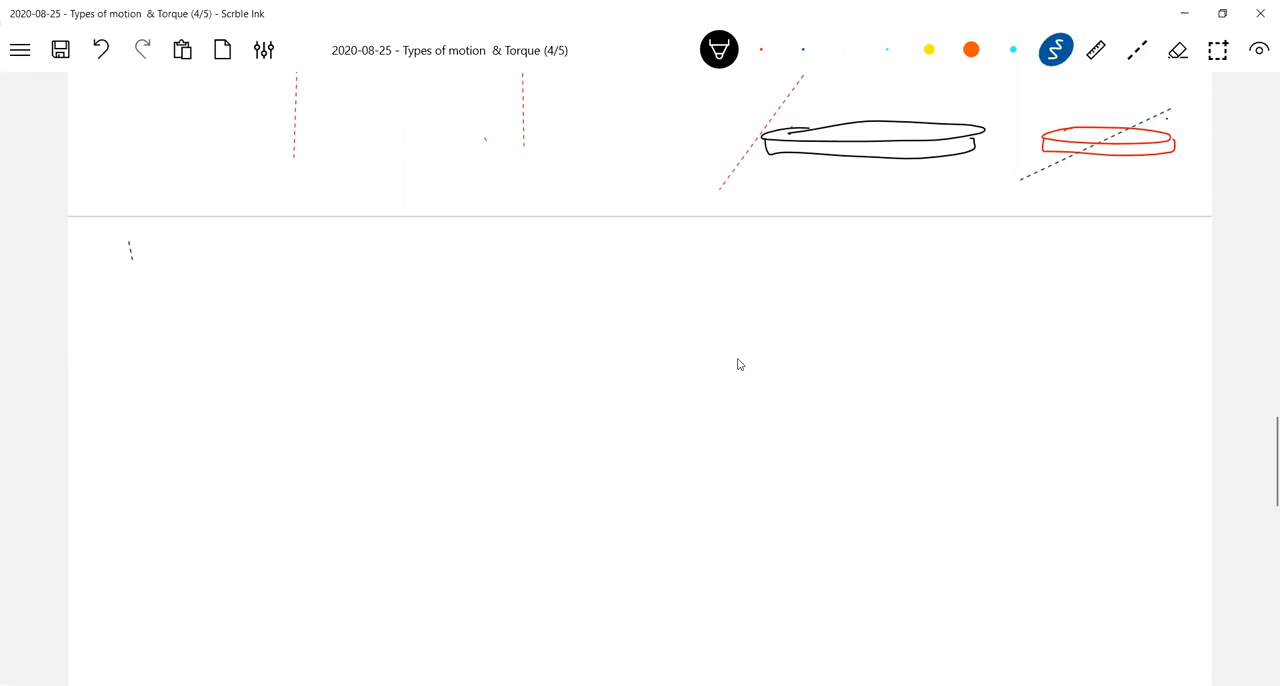 2020-08-25 - Types of motion & Torque (4/5) - Scrble Ink
2020-08-25 - Types of motion & Torque (4/5)